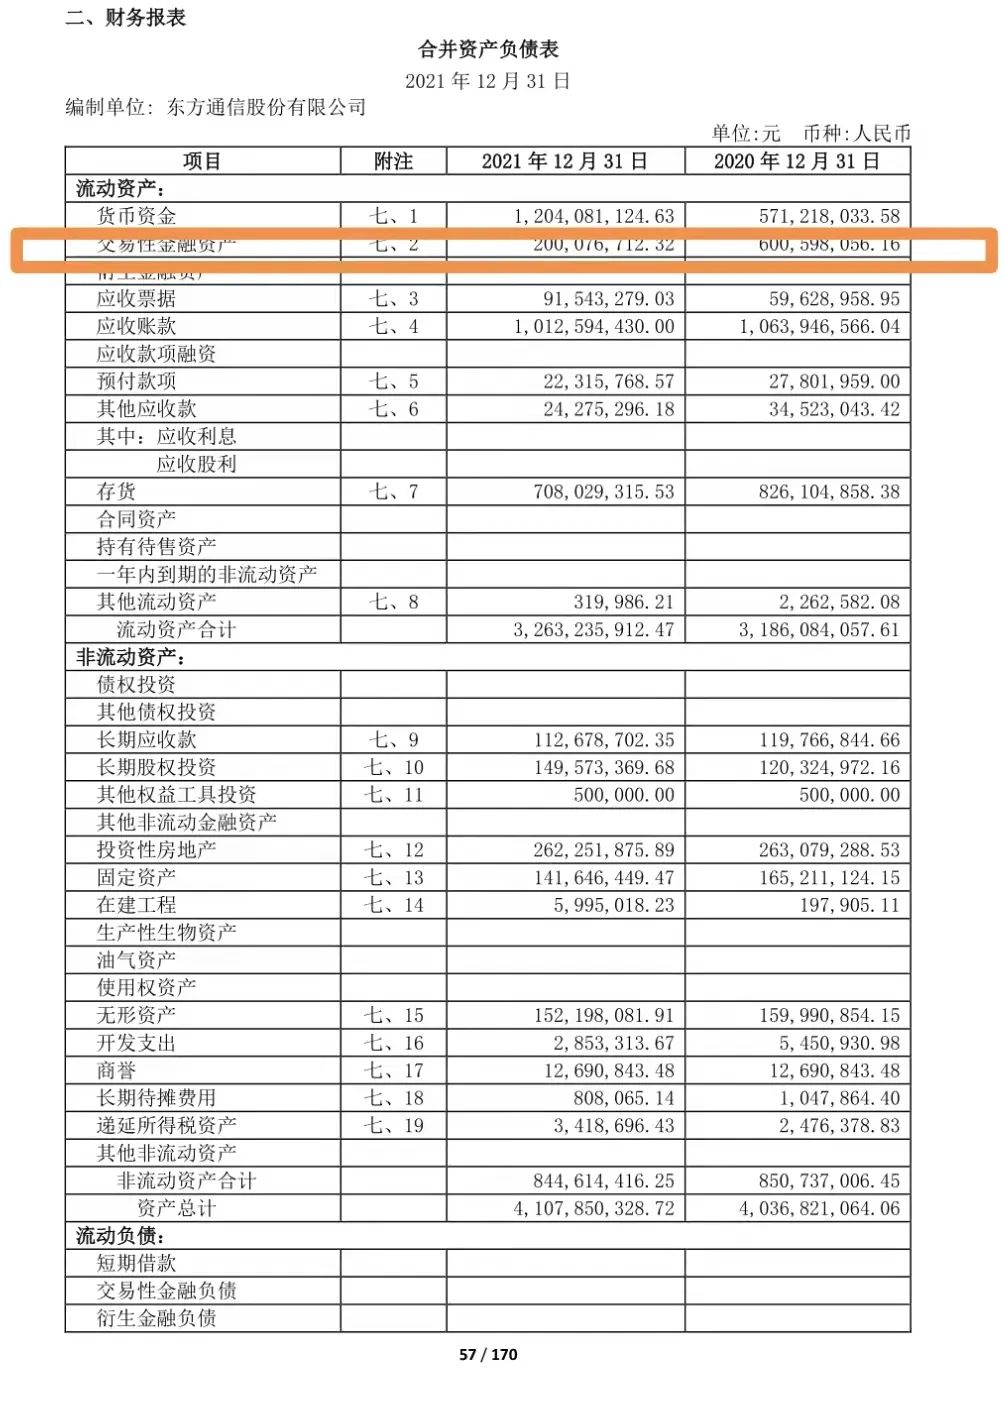 二、财务报表
合并资产负债表
2021 年 12 月 31 日
编制单位: 东方通信股份有限公司
单位:元 币种:人民币
项目 附注 2021 年 12 月 31 日 2020 年 12 月 31 日
流动资产:
货币资金 七、1 1,204,081,124.63 571,218,033.58
交易性金融资产 七、2 200,076,712.32 600,598,056.16
衍生金融资产
应收票据 七、3 91,543,279.03 59,628,958.95
应收账款 七、4 1,012,594,430.00 1,063,946,566.04
应收款项融资
预付款项 七、5 22,315,768.57 27,801,959.00
其他应收款 七、6 24,275,296.18 34,523,043.42
其中: 应收利息
应收股利
存货 七、7 708,029,315.53 826,104,858.38
合同资产
持有待售资产
一年内到期的非流动资产
其他流动资产 七、8 319,986.21 2,262,582.08
流动资产合计 3,263,235,912.47 3,186,084,057.61
非流动资产:
债权投资
其他债权投资
长期应收款 七、9 112,678,702.35 119,766,844.66
长期股权投资 七、10 149,573,369.68 120,324,972.16
其他权益工具投资 七、11 500,000.00 500,000.00
其他非流动金融资产
投资性房地产 七、12 262,251,875.89 263,079,288.53
固定资产 七、13 141,646,449.47 165,211,124.15
在建工程 七、14 5,995,018.23 197,905.11
生产性生物资产
油气资产
使用权资产
无形资产 七、15 152,198,081.91 159,990,854.15
开发支出 七、16 2,853,313.67 5,450,930.98
商誉 七、17 12,690,843.48 12,690,843.48
长期待摊费用 七、18 808,065.14 1,047,864.40
递延所得税资产 七、19 3,418,696.43 2,476,378.83
其他非流动资产
非流动资产合计 844,614,416.25 850,737,006.45
资产总计 4,107,850,328.72 4,036,821,064.06
流动负债:
短期借款
交易性金融负债
衍生金融负债
57 / 170